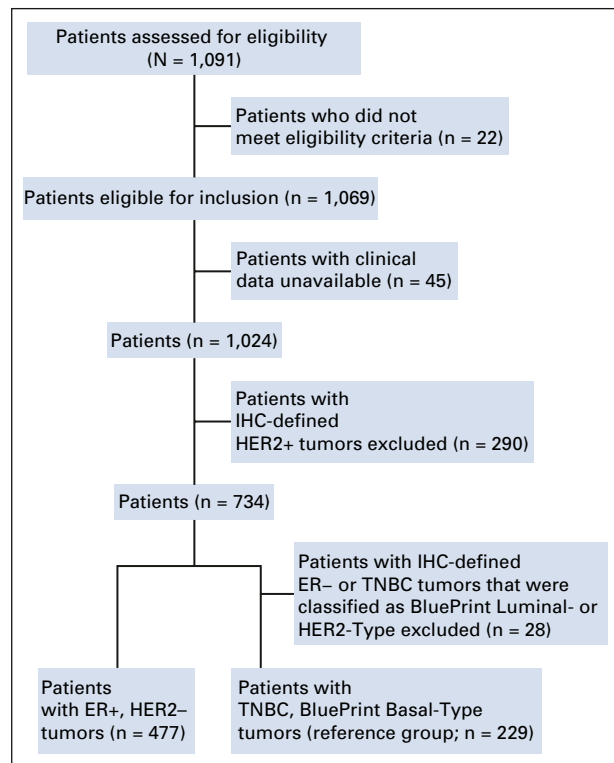 Patients assessed for eligibility
(N = 1,091)
Patients who did not
meet eligibility criteria (n = 22)
Patients eligible for inclusion (n = 1,069)
Patients with clinical
data unavailable (n = 45)
Patients (n = 1,024)
Patients with
IHC-defined
HER2+ tumors excluded (n = 290)
Patients (n = 734)
Patients with IHC-defined
ER− or TNBC tumors that were
classified as BluePrint Luminal- or
HER2-Type excluded (n = 28)
Patients
with ER+, HER2−
tumors (n = 477)
Patients with
TNBC, BluePrint Basal-Type
tumors (reference group; n = 229)